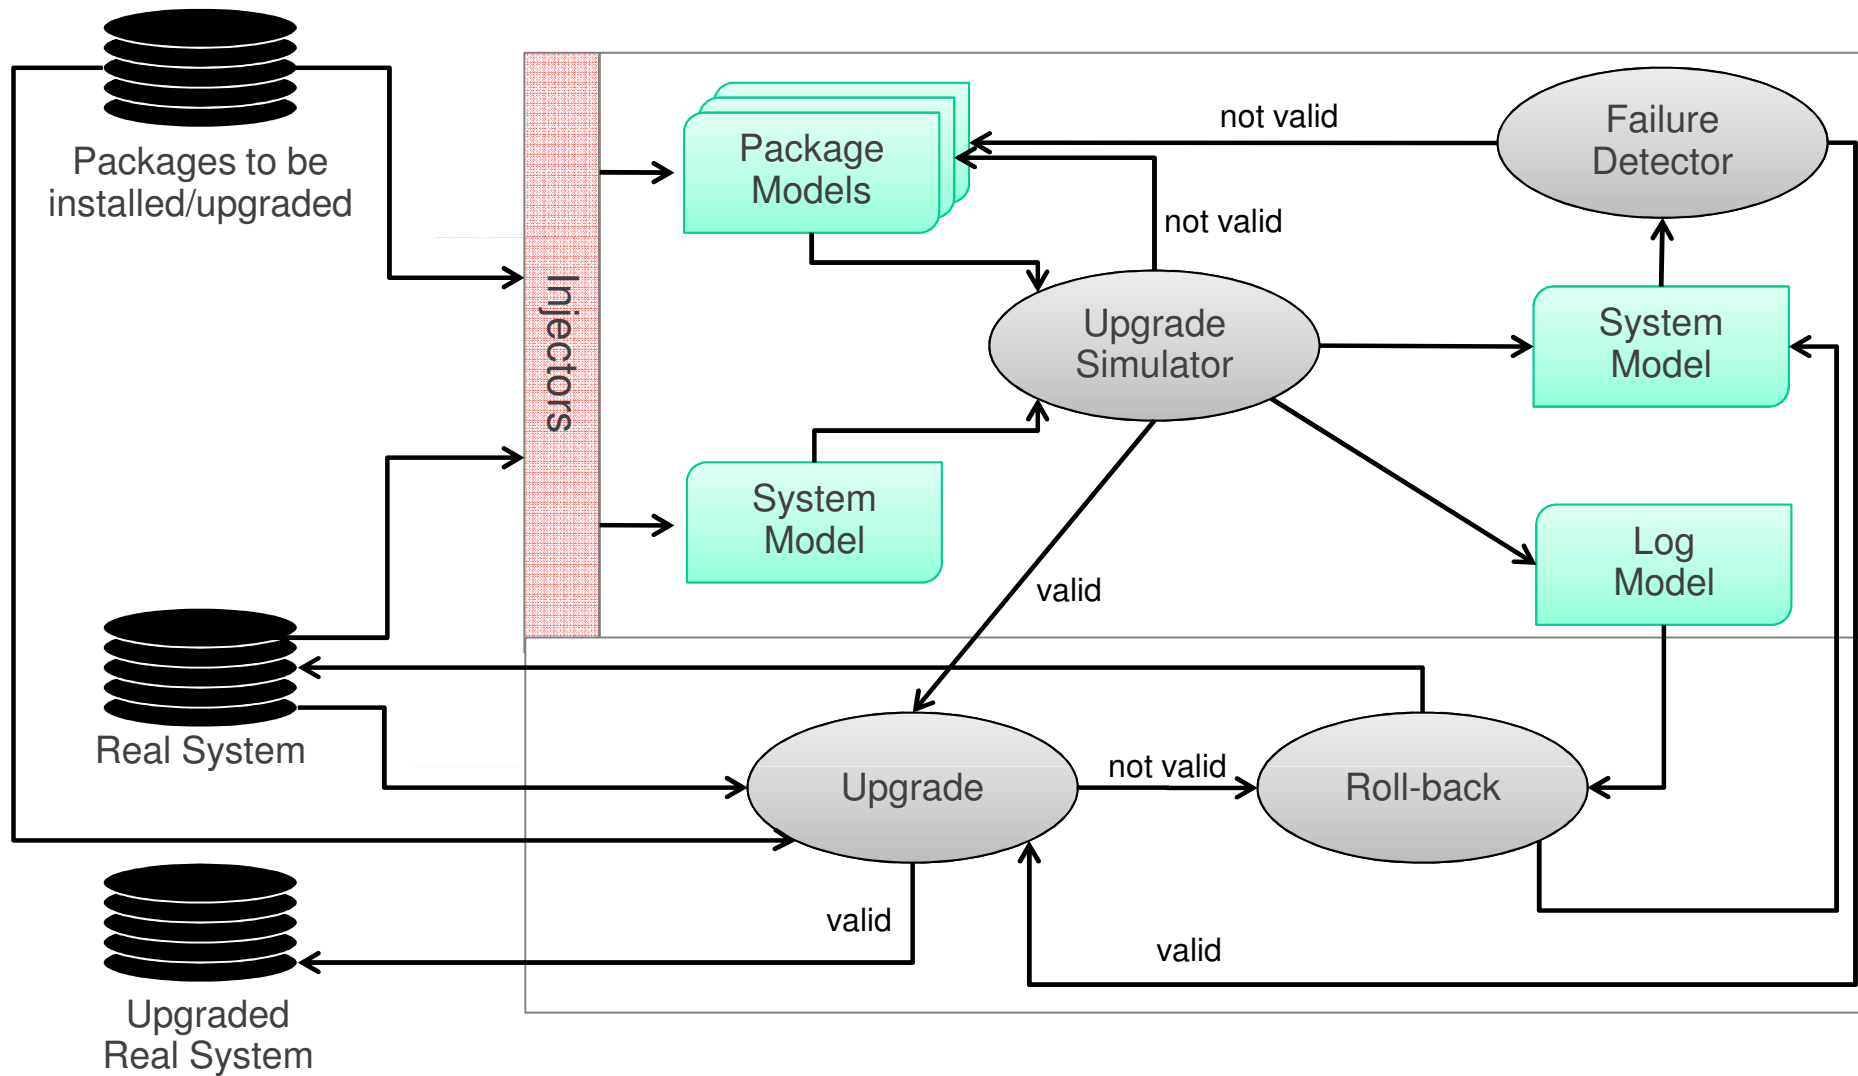 Packages to be
installed/upgraded
Injectors
Package
Models
not valid
Failure
Detector
not valid
Upgrade
Simulator
System
Model
System
Model
Log
Model
valid
Real System
Upgrade
not valid
Roll-back
valid
valid
Upgraded
Real System